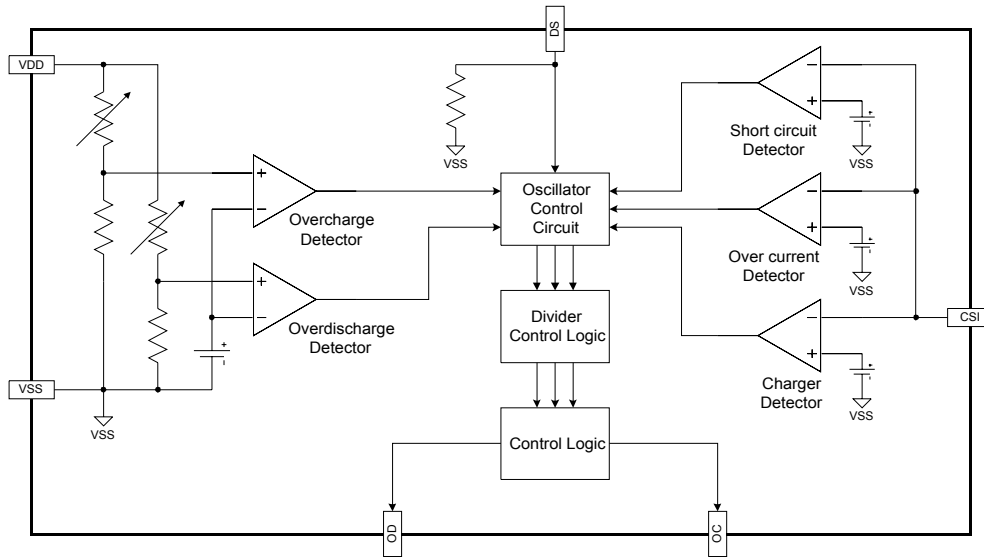 DS
VDD
VSS
Short circuit
Detector
VSS
Overcharge
Detector
Oscillator
Control
Circuit
Over current
Detector
VSS
Overdischarge
Detector
Divider
Control Logic
CSI
VSS
VSS
Charger
Detector
VSS
Control Logic
OD
OC